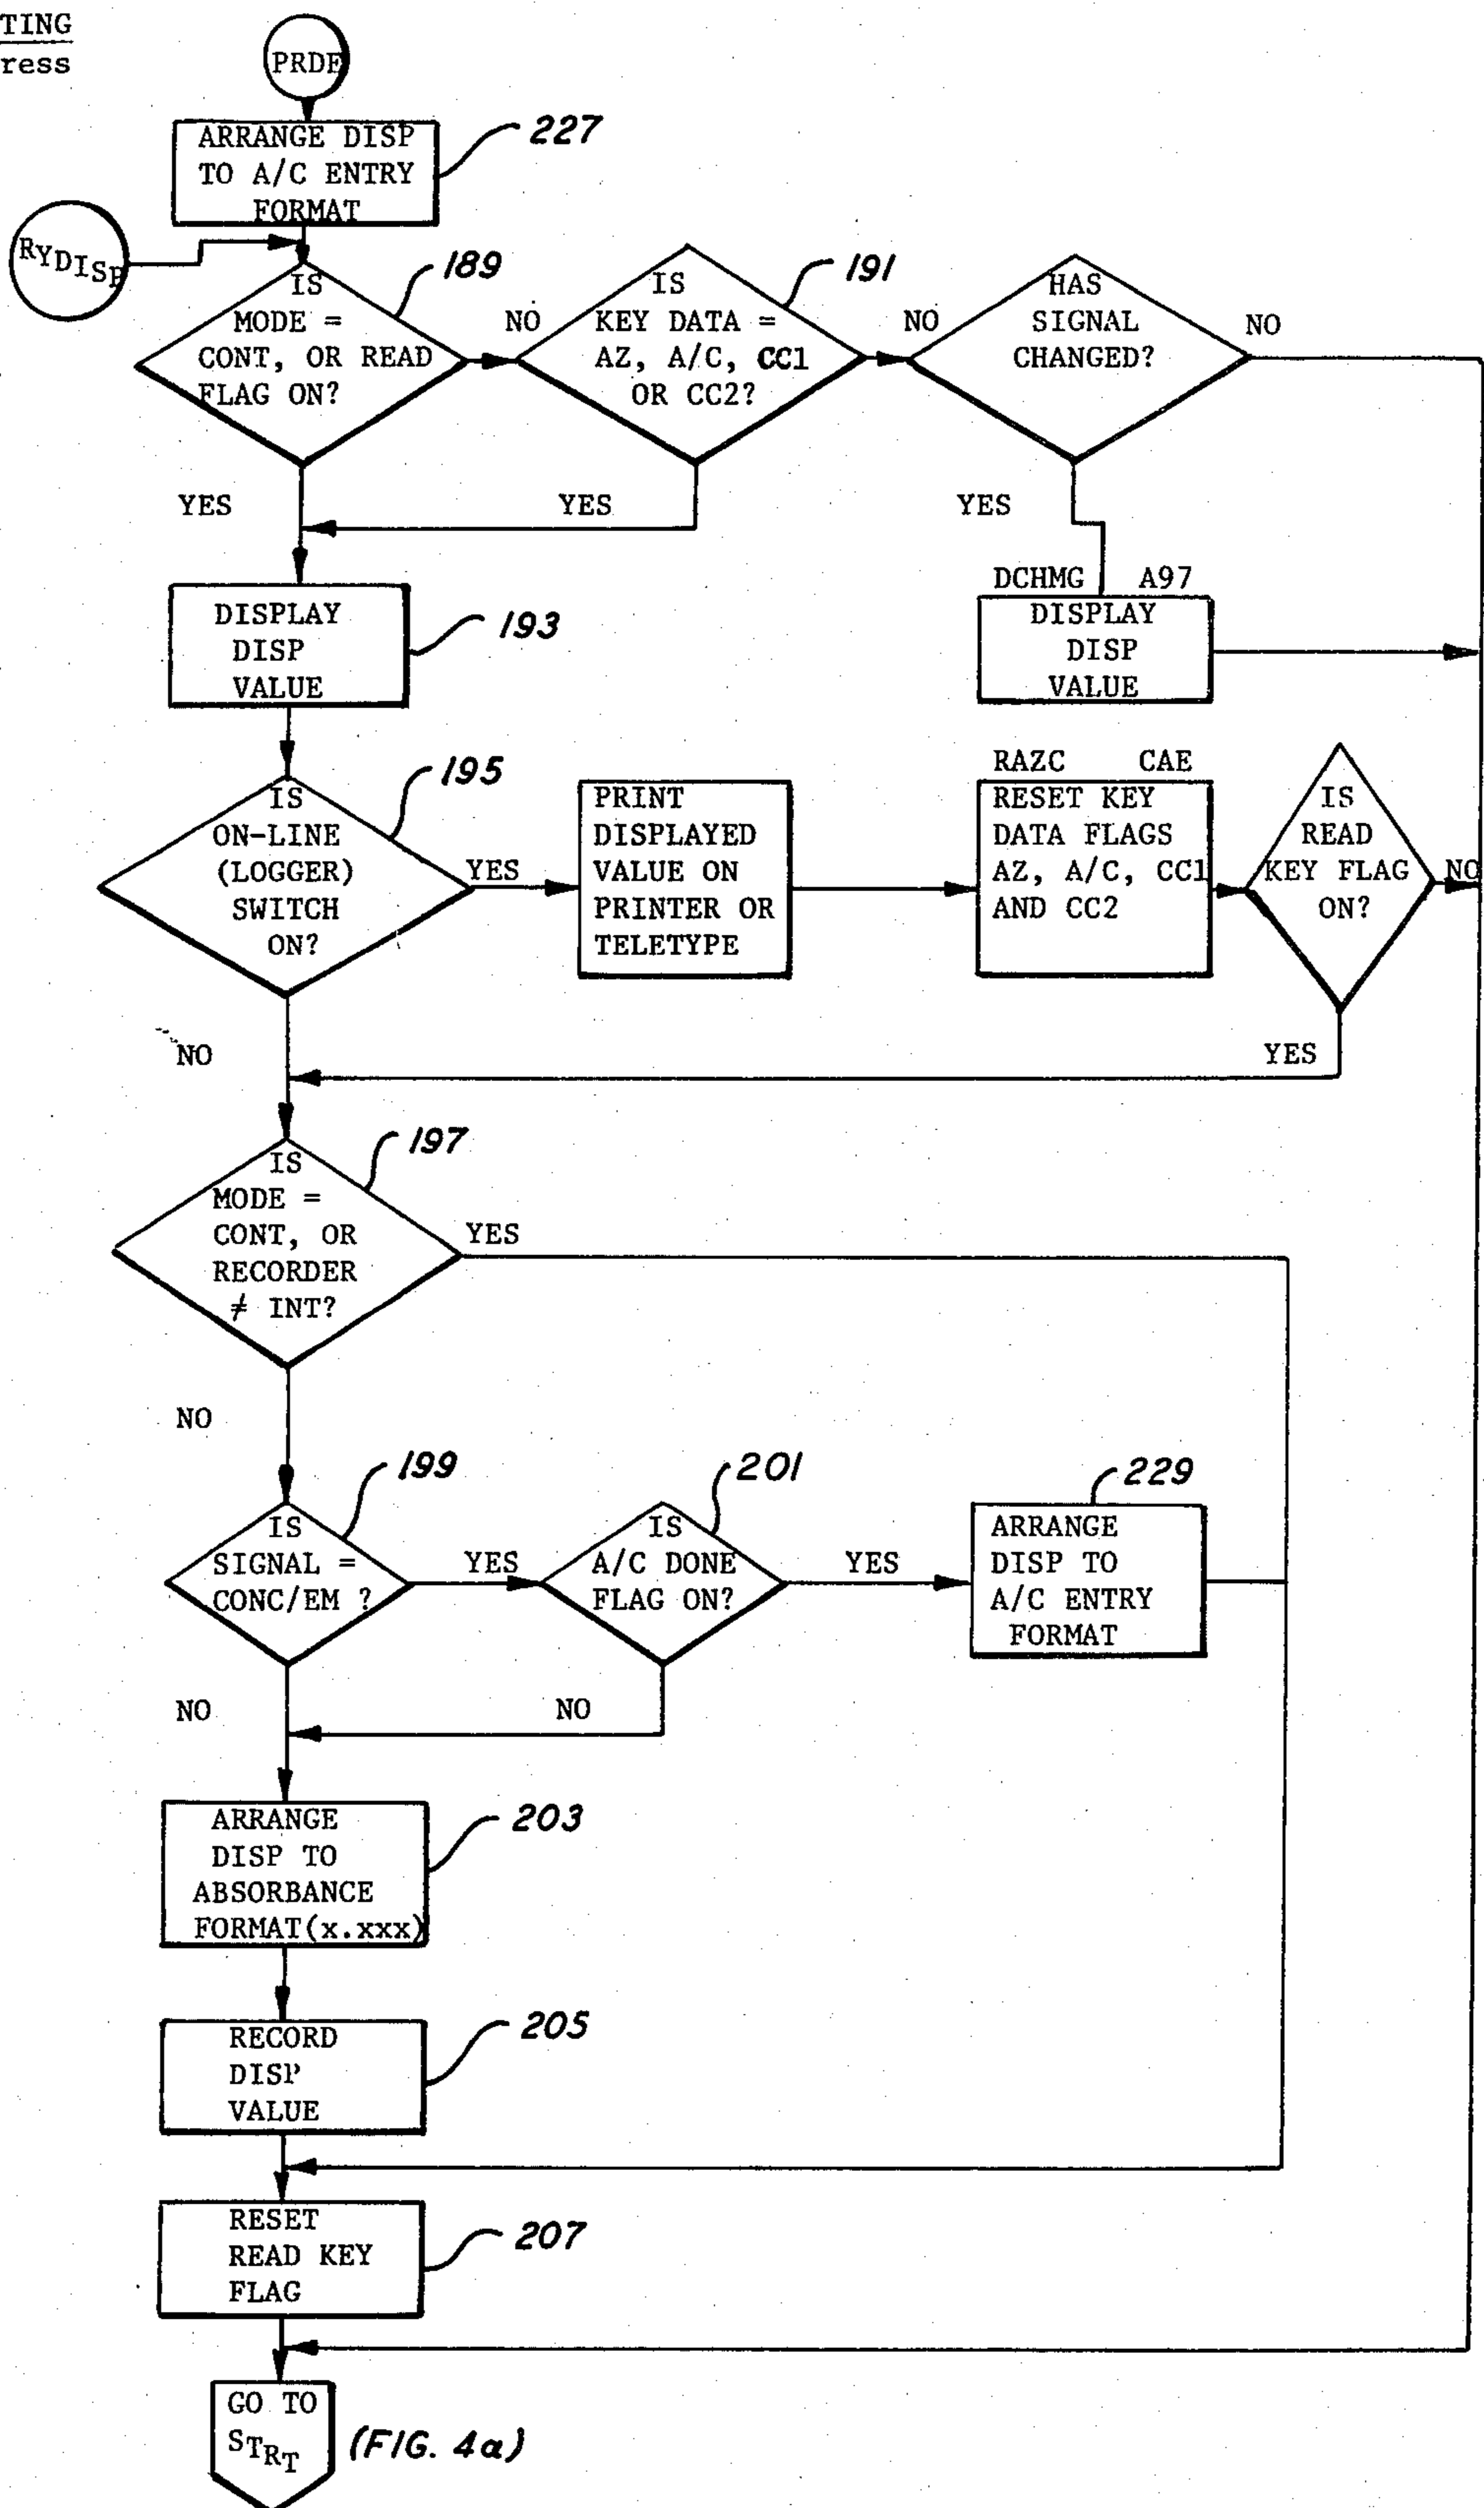 TING
ress
PRDE
ARRANGE DISP
TO A/C ENTRY
FORMAT
227
RYDISP
IS
MODE =
CONT, OR READ
FLAG ON?
189
NO
IS
KEY DATA =
AZ, A/C, CC1
OR CC2?
191
NO
HAS
SIGNAL
CHANGED?
NO
YES
YES
YES
DISPLAY
DISP
VALUE
193
DCHMG A97
DISPLAY
DISP
VALUE
IS
ON-LINE
(LOGGER)
SWITCH
ON?
195
YES
PRINT
DISPLAYED
VALUE ON
PRINTER OR
TELETYPE
RAZC CAE
RESET KEY
DATA FLAGS
AZ, A/C, CC1
AND CC2
IS
READ
KEY FLAG
ON?
NO
NO
YES
IS
MODE =
CONT, OR
RECORDER
≠ INT?
197
YES
NO
IS
SIGNAL =
CONC/EM ?
199
YES
IS
A/C DONE
FLAG ON?
201
YES
229
ARRANGE
DISP TO
A/C ENTRY
FORMAT
NO
NO
ARRANGE
DISP TO
ABSORBANCE
FORMAT(x.xxx)
203
RECORD
DISP
VALUE
205
RESET
READ KEY
FLAG
207
GO TO
STRT
(FIG. 4a)